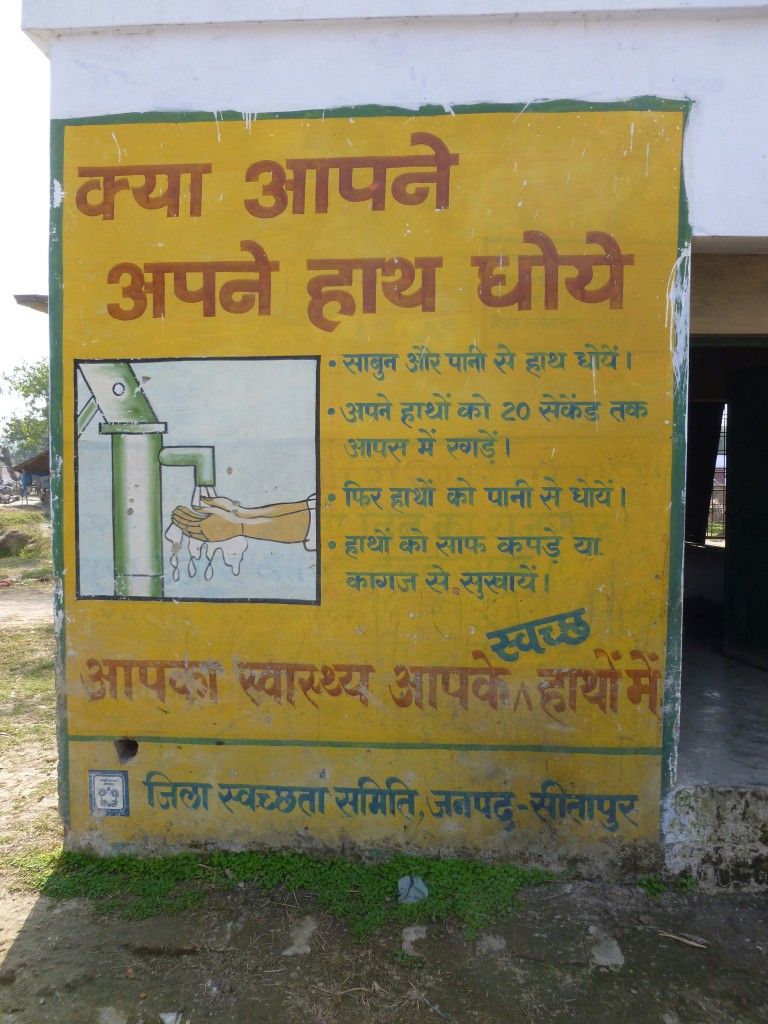 क्या आपने
अपने हाथ धोये
• साबुन और पानी से हाथ धोयें।
• अपने हाथों को 20 सेकेंड तक
आपस में रगड़ें।
• फिर हाथों को पानी से धोयें।
• हाथों को साफ कपड़े या
कागज से सुखायें।
स्वच्छ
आपका स्वास्थ्य आपके ^ हाथों में
जिला स्वच्छता समिति, जनपद-सीतापुर